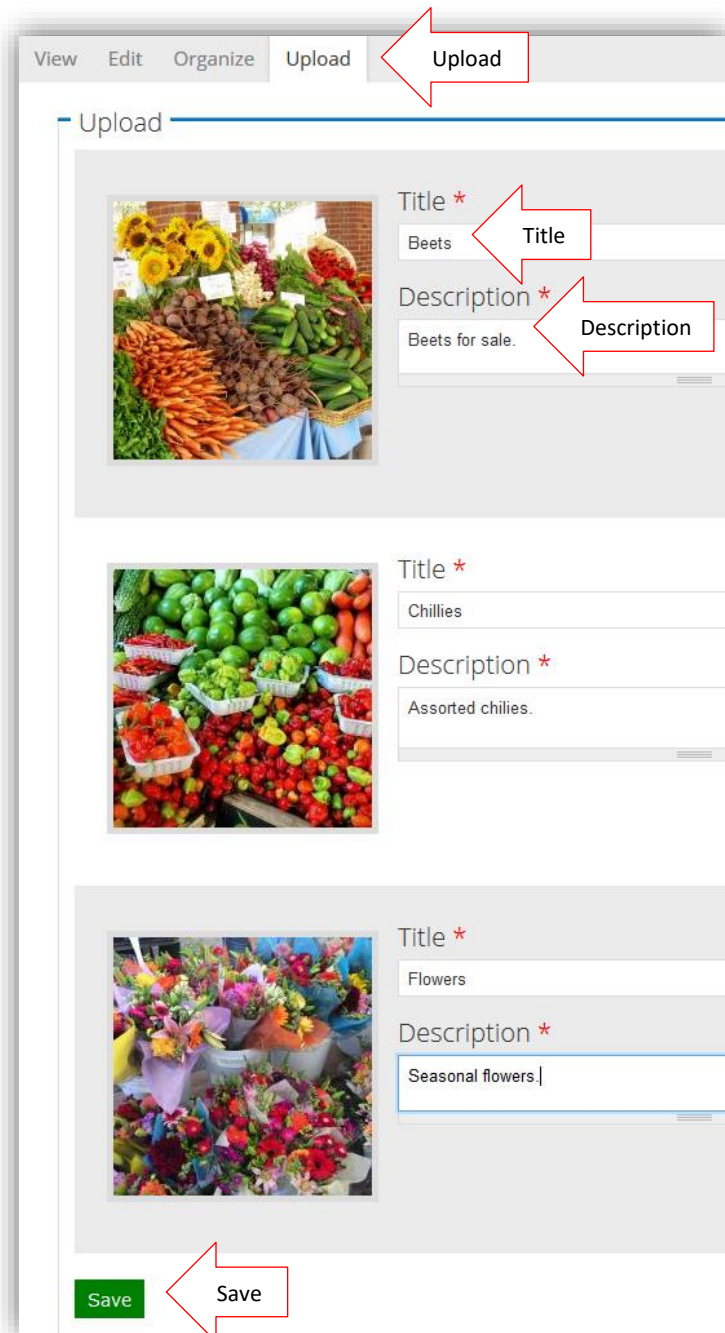 View Edit Organize Upload Upload
Upload
Title *
Beets Title
Description *
Beets for sale. Description
Title *
Chillies
Description *
Assorted chilies.
Title *
Flowers
Description *
Seasonal flowers.
Save Save